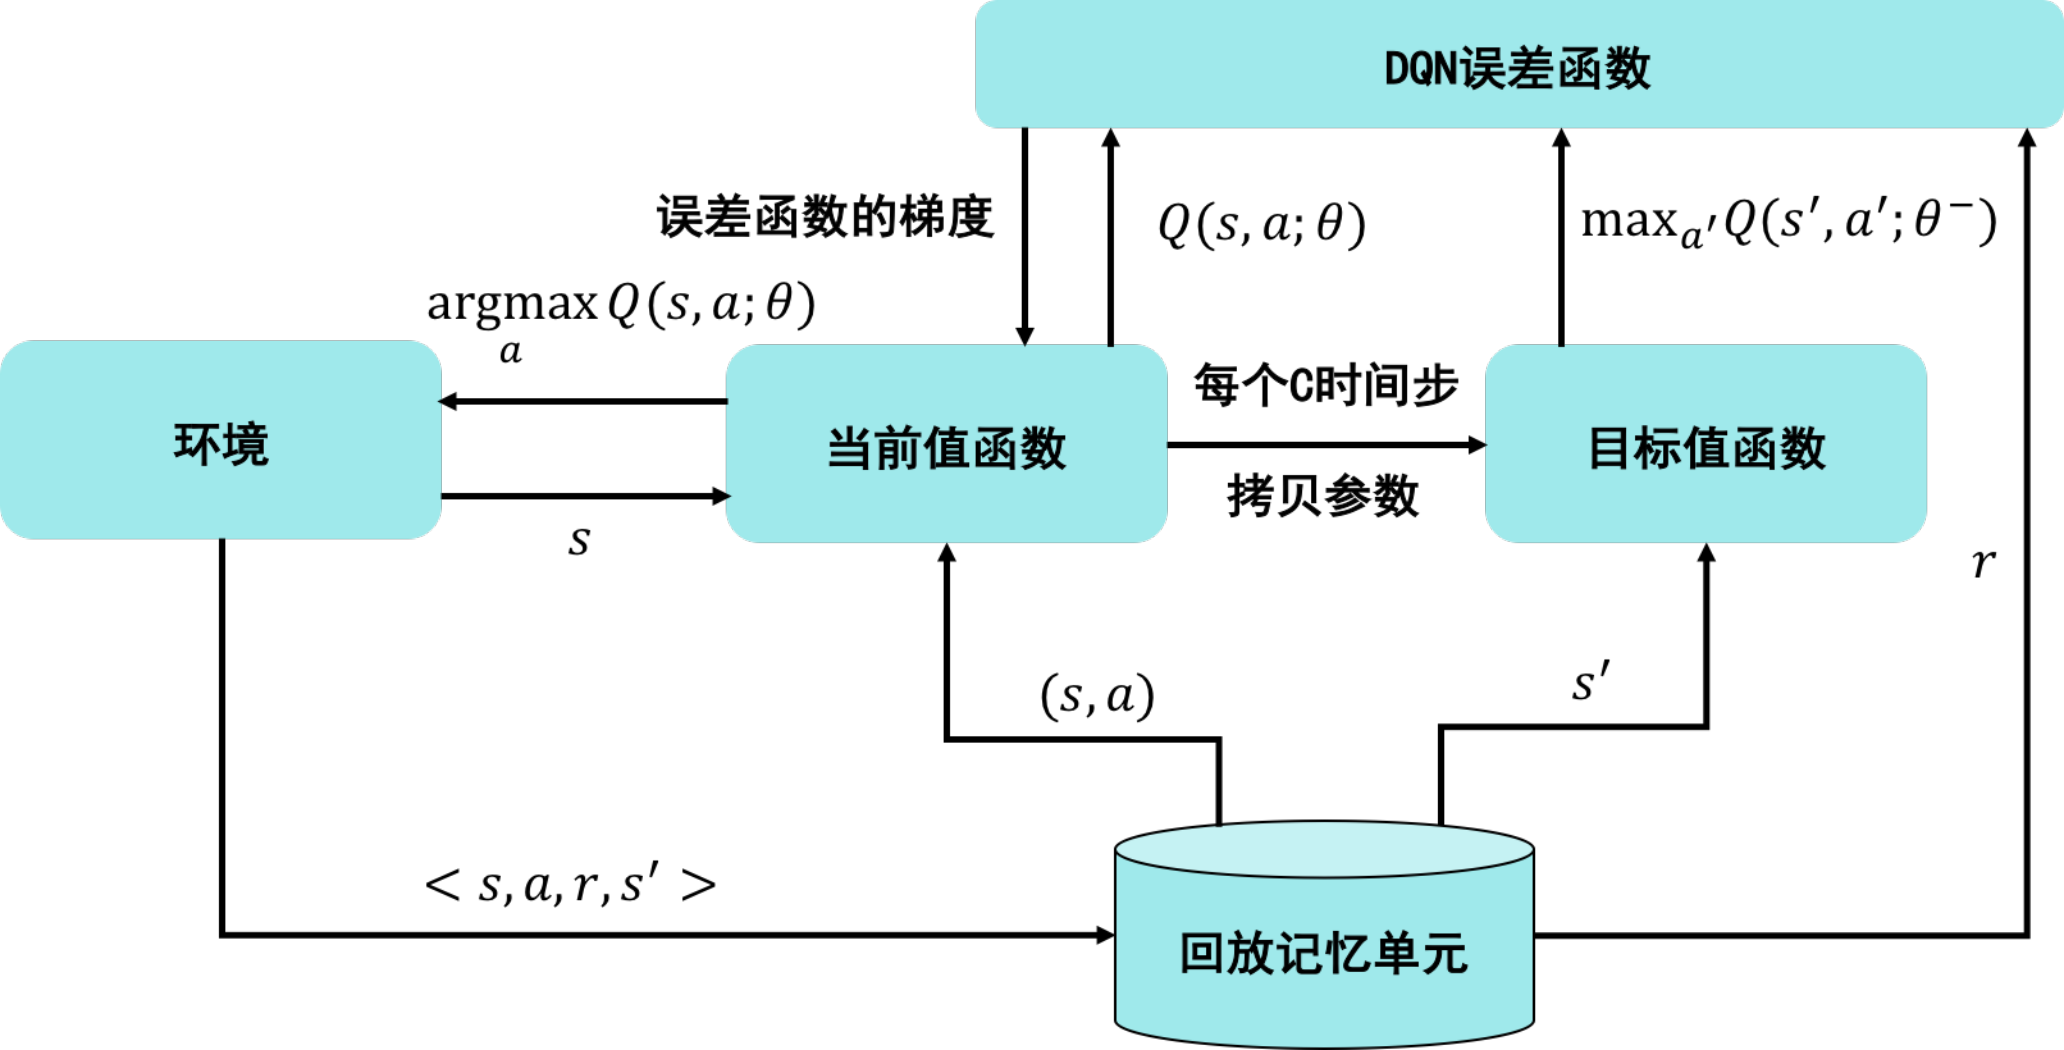 DQN误差函数
误差函数的梯度
Q(s, a; θ)
maxₐ′Q(s′, a′; θ⁻)
argmax Q(s, a; θ)
a
每个C时间步
环境
当前值函数
目标值函数
拷贝参数
s
r
(s, a)
s′
< s, a, r, s′ >
回放记忆单元